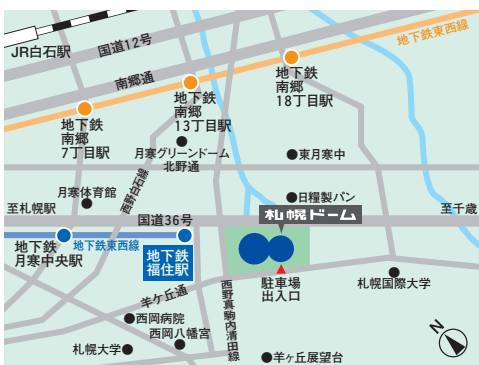 地下鉄東西線
国道12号
JR白石駅
南郷通
地下鉄
南郷
18丁目駅
地下鉄
南郷
13丁目駅
地下鉄
南郷
7丁目駅
月寒グリーンドーム
北野通
東月寒中
月寒体育館
西野白石線
日糧製パン
至札幌駅
国道36号
札幌ドーム
至千歳
地下鉄
月寒中央駅
地下鉄東西線
地下鉄
福住駅
羊ケ丘通
西野真駒内清田線
駐車場
出入口
札幌国際大学
西岡病院
西岡八幡宮
札幌大学
羊ヶ丘展望台
N